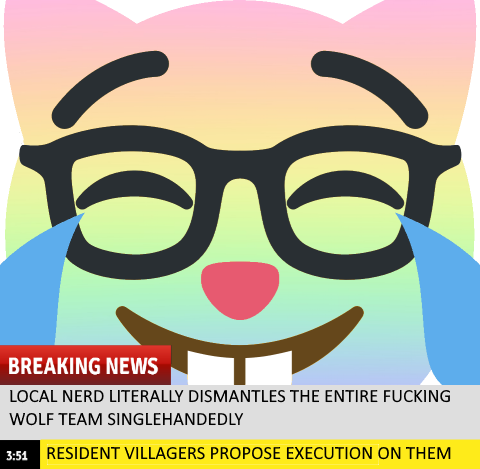 BREAKING NEWS
LOCAL NERD LITERALLY DISMANTLES THE ENTIRE FUCKING
WOLF TEAM SINGLEHANDEDLY
3:51 RESIDENT VILLAGERS PROPOSE EXECUTION ON THEM